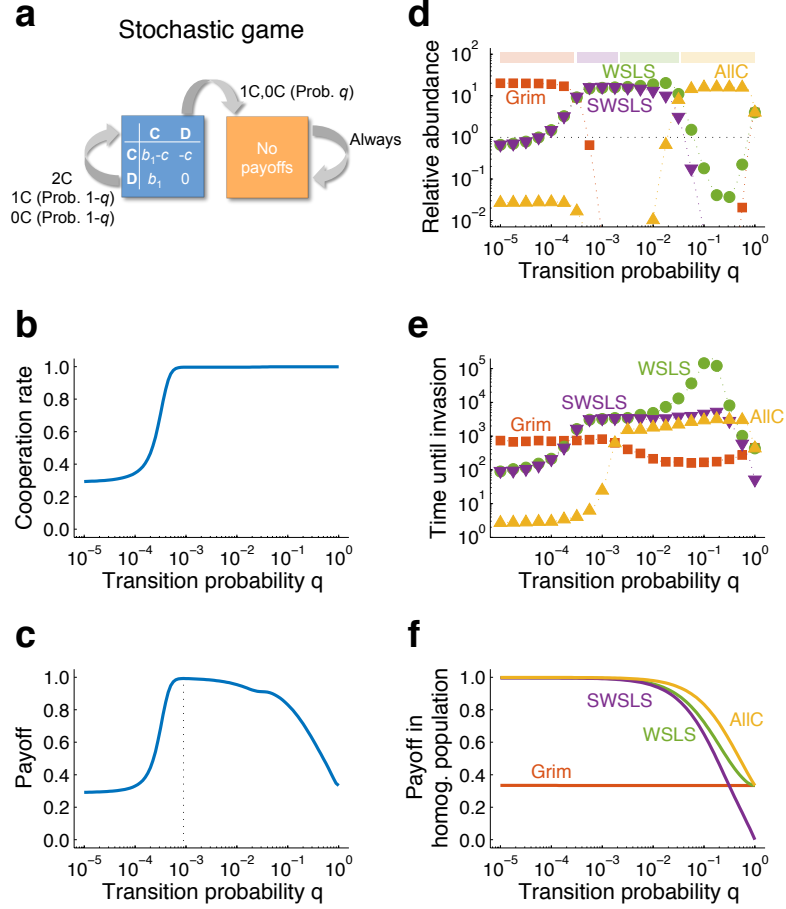 a
Stochastic game
1C,0C (Prob. q)
C D
C b₁-c -c
D b₁ 0
No
payoffs
Always
2C
1C (Prob. 1-q)
0C (Prob. 1-q)
b
Cooperation rate
1.0
0.8
0.6
0.4
0.2
0.0
10⁻⁵ 10⁻⁴ 10⁻³ 10⁻² 10⁻¹ 10⁰
Transition probability q
c
Payoff
1.0
0.8
0.6
0.4
0.2
0.0
10⁻⁵ 10⁻⁴ 10⁻³ 10⁻² 10⁻¹ 10⁰
Transition probability q
d
Relative abundance
10²
10¹
10⁰
10⁻¹
10⁻²
Grim
WSLS
SWSLS
AllC
10⁻⁵ 10⁻⁴ 10⁻³ 10⁻² 10⁻¹ 10⁰
Transition probability q
e
Time until invasion
10⁵
10⁴
10³
10²
10¹
10⁰
WSLS
SWSLS
Grim
AllC
10⁻⁵ 10⁻⁴ 10⁻³ 10⁻² 10⁻¹ 10⁰
Transition probability q
f
Payoff in
homog. population
1.0
0.8
0.6
0.4
0.2
0.0
SWSLS
AllC
WSLS
Grim
10⁻⁵ 10⁻⁴ 10⁻³ 10⁻² 10⁻¹ 10⁰
Transition probability q